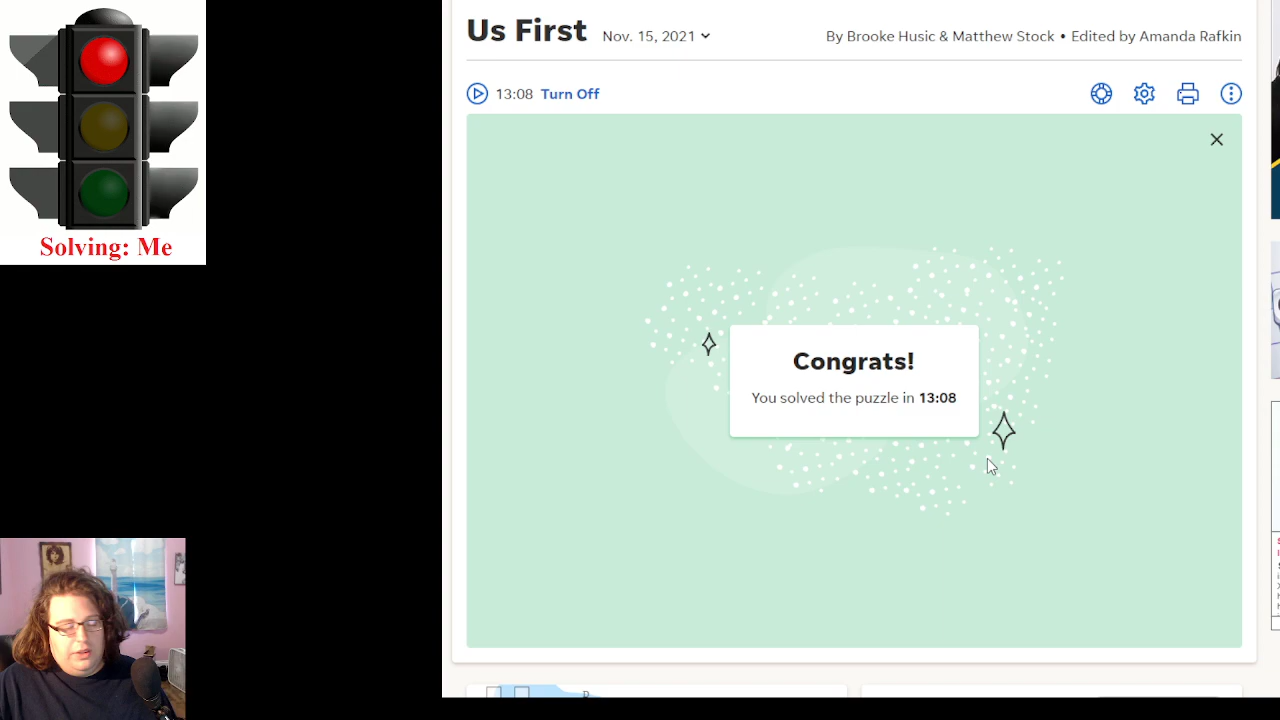 Us First Nov. 15, 2021 By Brooke Husic & Matthew Stock • Edited by Amanda Rafkin
13:08 Turn Off
Solving: Me
Congrats!
You solved the puzzle in 13:08
D